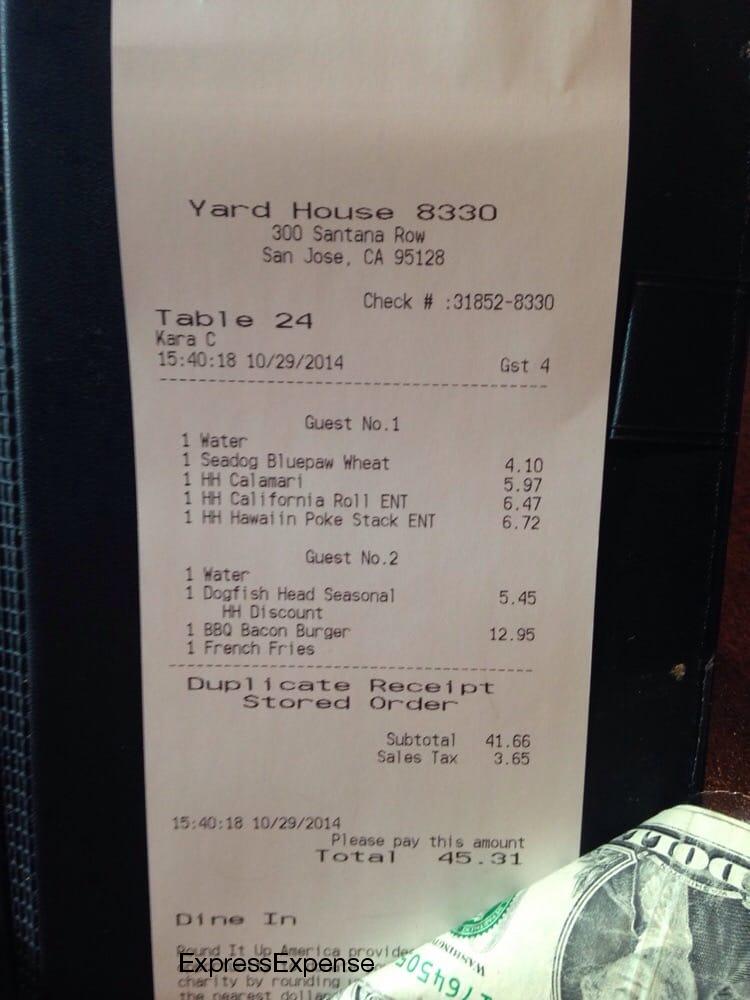 Yard House 8330
300 Santana Row
San Jose, CA 95128
Check # :31852-8330
Table 24
Kara C
15:40:18 10/29/2014 Gst 4
Guest No.1
1 Water
1 Seadog Bluepaw Wheat 4.10
1 HH Calamari 5.97
1 HH California Roll ENT 6.47
1 HH Hawaiin Poke Stack ENT 6.72
Guest No.2
1 Water
1 Dogfish Head Seasonal 5.45
HH Discount
1 BBQ Bacon Burger 12.95
1 French Fries
Duplicate Receipt
Stored Order
Subtotal 41.66
Sales Tax 3.65
15:40:18 10/29/2014
Please pay this amount
Total 45.31
Dine In
Round It Up America provide
ExpressExpense
charity by rounding
the nearest dolla
WASHING
DOLL